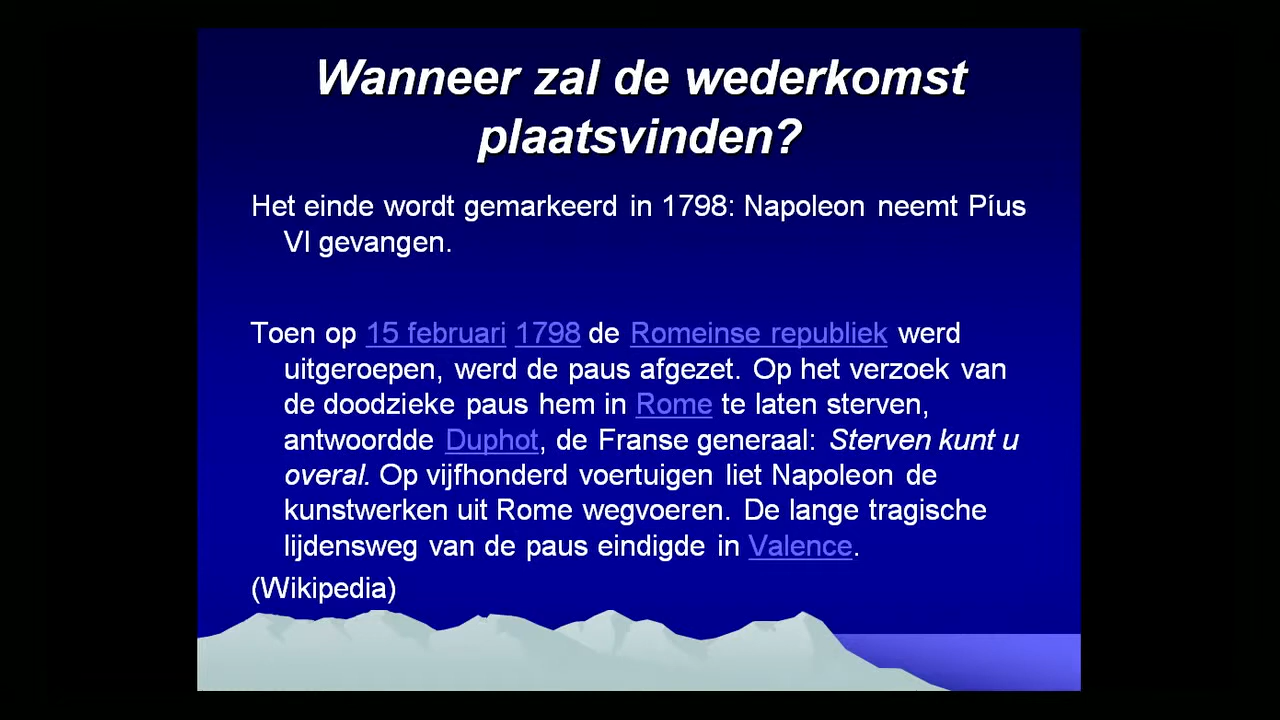 Wanneer zal de wederkomst
plaatsvinden?
Het einde wordt gemarkeerd in 1798: Napoleon neemt Píus
VI gevangen.
Toen op 15 februari 1798 de Romeinse republiek werd
uitgeroepen, werd de paus afgezet. Op het verzoek van
de doodzieke paus hem in Rome te laten sterven,
antwoordde Duphot, de Franse generaal: Sterven kunt u
overal. Op vijfhonderd voertuigen liet Napoleon de
kunstwerken uit Rome wegvoeren. De lange tragische
lijdensweg van de paus eindigde in Valence.
(Wikipedia)